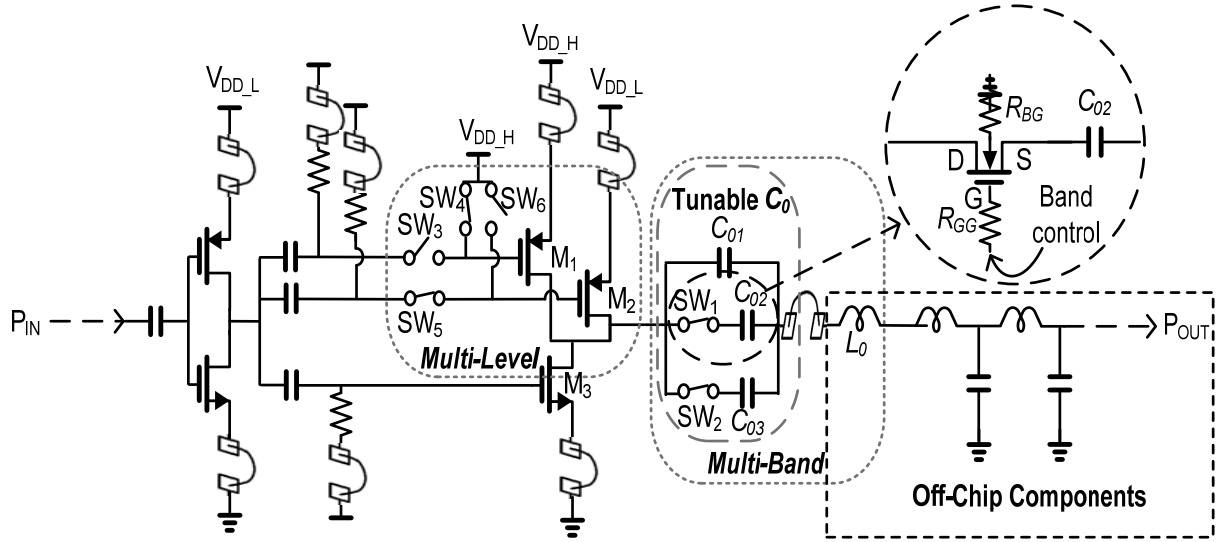 V_DD_L
V_DD_H
V_DD_H
V_DD_L
SW_4
SW_6
SW_3
SW_5
M_1
M_2
M_3
Multi-Level
P_IN
Tunable C_0
C_01
SW_1
C_02
SW_2
C_03
Multi-Band
R_BG
C_02
D
S
G
R_GG
Band
control
L_0
P_OUT
Off-Chip Components